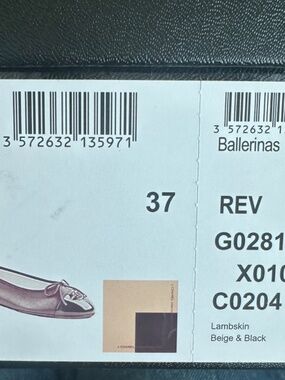 3 572632 135971
3 572632 1
Ballerinas
37
REV
G0281
X010
C0204
Lambskin
Beige & Black